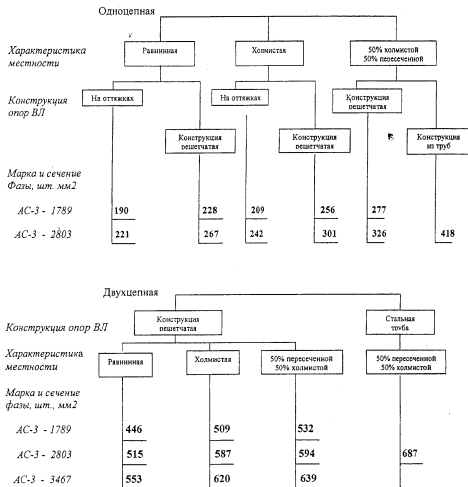 Одноцепная
Характеристика местности
Равнинная
Холмистая
50% холмистой
50% пересеченной
Конструкция опор ВЛ
На оттяжках
На оттяжках
Конструкция решетчатая
Конструкция решетчатая
Конструкция решетчатая
Конструкция из труб
Марка и сечение
Фазы, шт. мм2
АС-3 - 1789 190 228 209 256 277
АС-3 - 2803 221 267 242 301 326 418
Двухцепная
Конструкция опор ВЛ
Конструкция решетчатая
Стальная труба
Характеристика местности
Равнинная
Холмистая
50% пересеченной
50% холмистой
50% пересеченной
50% холмистой
Марка и сечение
фазы, шт., мм2
АС-3 - 1789 446 509 532
АС-3 - 2803 515 587 594 687
АС-3 - 3467 553 620 639